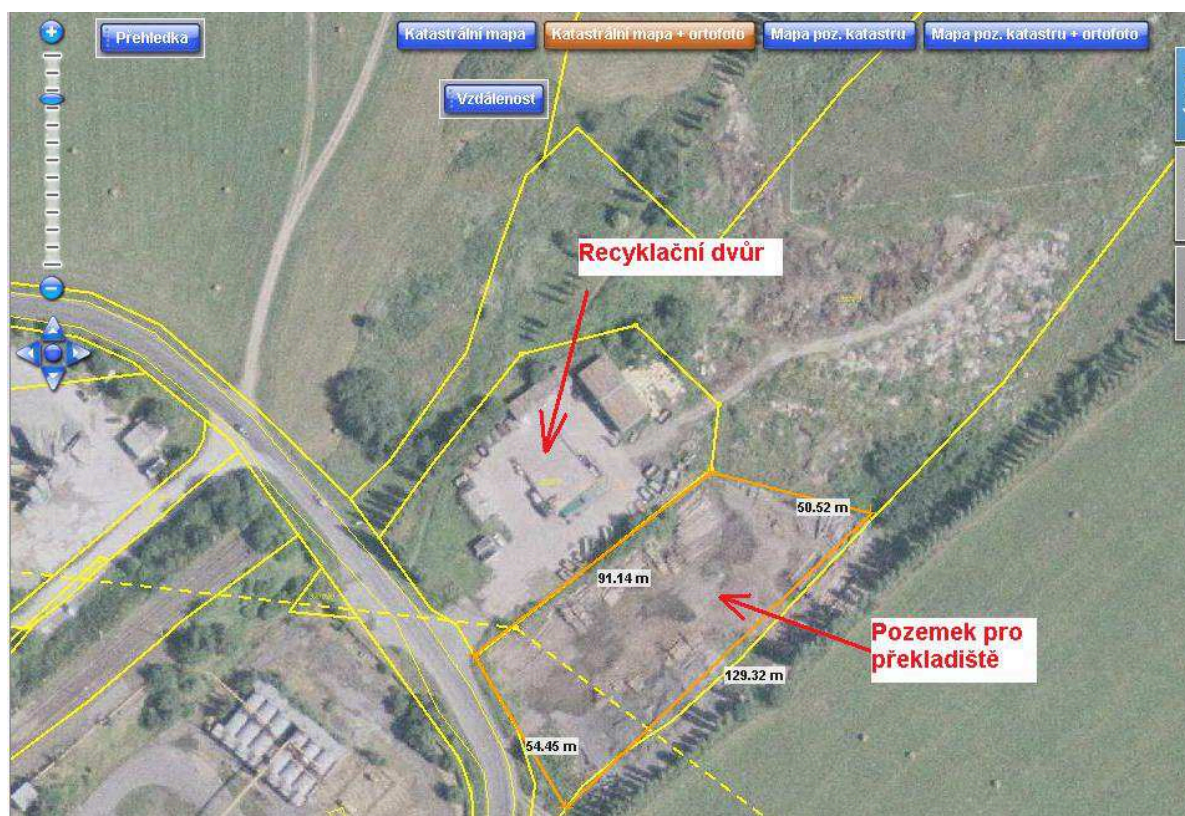 Přehledka
Katastrální mapa
Katastrální mapa + ortofoto
Mapa poz. katastru
Mapa poz. katastru + ortofoto
Vzdálenost
Recyklační dvůr
50.52 m
91.14 m
Pozemek pro
překladiště
129.32 m
54.45 m